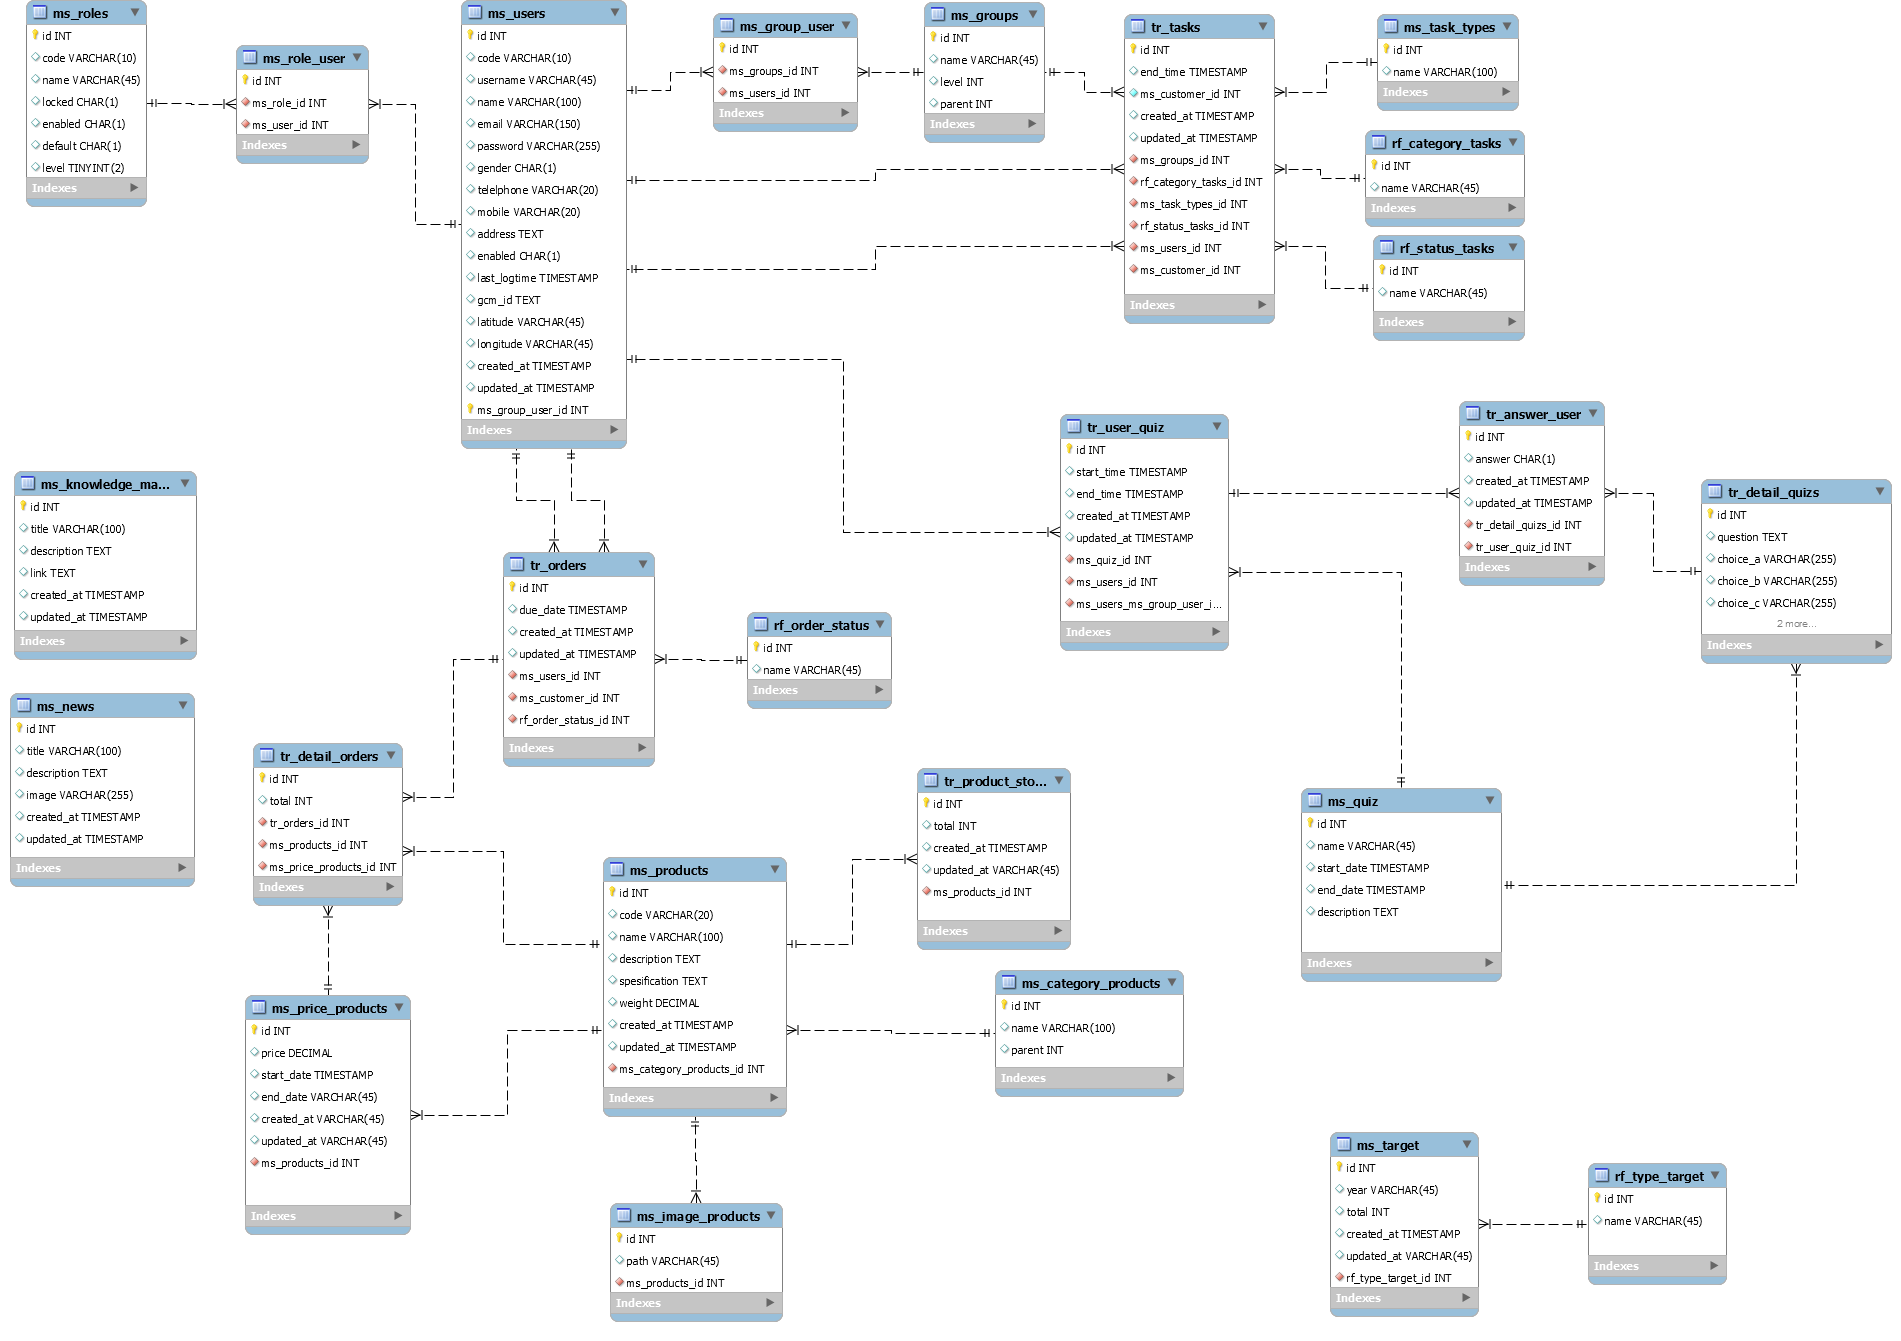 ms_roles
id INT
code VARCHAR(10)
name VARCHAR(45)
locked CHAR(1)
enabled CHAR(1)
default CHAR(1)
level TINYINT(2)
Indexes
ms_role_user
id INT
ms_role_id INT
ms_user_id INT
Indexes
ms_users
id INT
code VARCHAR(10)
username VARCHAR(45)
name VARCHAR(100)
email VARCHAR(150)
password VARCHAR(255)
gender CHAR(1)
telelphone VARCHAR(20)
mobile VARCHAR(20)
address TEXT
enabled CHAR(1)
last_logtime TIMESTAMP
gcm_id TEXT
latitude VARCHAR(45)
longitude VARCHAR(45)
created_at TIMESTAMP
updated_at TIMESTAMP
ms_group_user_id INT
Indexes
ms_group_user
id INT
ms_groups_id INT
ms_users_id INT
Indexes
ms_groups
id INT
name VARCHAR(45)
level INT
parent INT
Indexes
tr_tasks
id INT
end_time TIMESTAMP
ms_customer_id INT
created_at TIMESTAMP
updated_at TIMESTAMP
ms_groups_id INT
rf_category_tasks_id INT
ms_task_types_id INT
rf_status_tasks_id INT
ms_users_id INT
ms_customer_id INT
Indexes
ms_task_types
id INT
name VARCHAR(100)
Indexes
rf_category_tasks
id INT
name VARCHAR(45)
Indexes
rf_status_tasks
id INT
name VARCHAR(45)
Indexes
ms_knowledge_ma...
id INT
title VARCHAR(100)
description TEXT
link TEXT
created_at TIMESTAMP
updated_at TIMESTAMP
Indexes
tr_user_quiz
id INT
start_time TIMESTAMP
end_time TIMESTAMP
created_at TIMESTAMP
updated_at TIMESTAMP
ms_quiz_id INT
ms_users_id INT
ms_users_ms_group_user_i...
Indexes
tr_answer_user
id INT
answer CHAR(1)
created_at TIMESTAMP
updated_at TIMESTAMP
tr_detail_quizs_id INT
tr_user_quiz_id INT
Indexes
tr_detail_quizs
id INT
question TEXT
choice_a VARCHAR(255)
choice_b VARCHAR(255)
choice_c VARCHAR(255)
2 more...
Indexes
tr_orders
id INT
due_date TIMESTAMP
created_at TIMESTAMP
updated_at TIMESTAMP
ms_users_id INT
ms_customer_id INT
rf_order_status_id INT
Indexes
rf_order_status
id INT
name VARCHAR(45)
Indexes
ms_news
id INT
title VARCHAR(100)
description TEXT
image VARCHAR(255)
created_at TIMESTAMP
updated_at TIMESTAMP
Indexes
tr_detail_orders
id INT
total INT
tr_orders_id INT
ms_products_id INT
ms_price_products_id INT
Indexes
tr_product_sto...
id INT
total INT
created_at TIMESTAMP
updated_at VARCHAR(45)
ms_products_id INT
Indexes
ms_quiz
id INT
name VARCHAR(45)
start_date TIMESTAMP
end_date TIMESTAMP
description TEXT
Indexes
ms_products
id INT
code VARCHAR(20)
name VARCHAR(100)
description TEXT
spesification TEXT
weight DECIMAL
created_at TIMESTAMP
updated_at TIMESTAMP
ms_category_products_id INT
Indexes
ms_category_products
id INT
name VARCHAR(100)
parent INT
Indexes
ms_price_products
id INT
price DECIMAL
start_date TIMESTAMP
end_date VARCHAR(45)
created_at VARCHAR(45)
updated_at VARCHAR(45)
ms_products_id INT
Indexes
ms_image_products
id INT
path VARCHAR(45)
ms_products_id INT
Indexes
ms_target
id INT
year VARCHAR(45)
total INT
created_at TIMESTAMP
updated_at VARCHAR(45)
rf_type_target_id INT
Indexes
rf_type_target
id INT
name VARCHAR(45)
Indexes